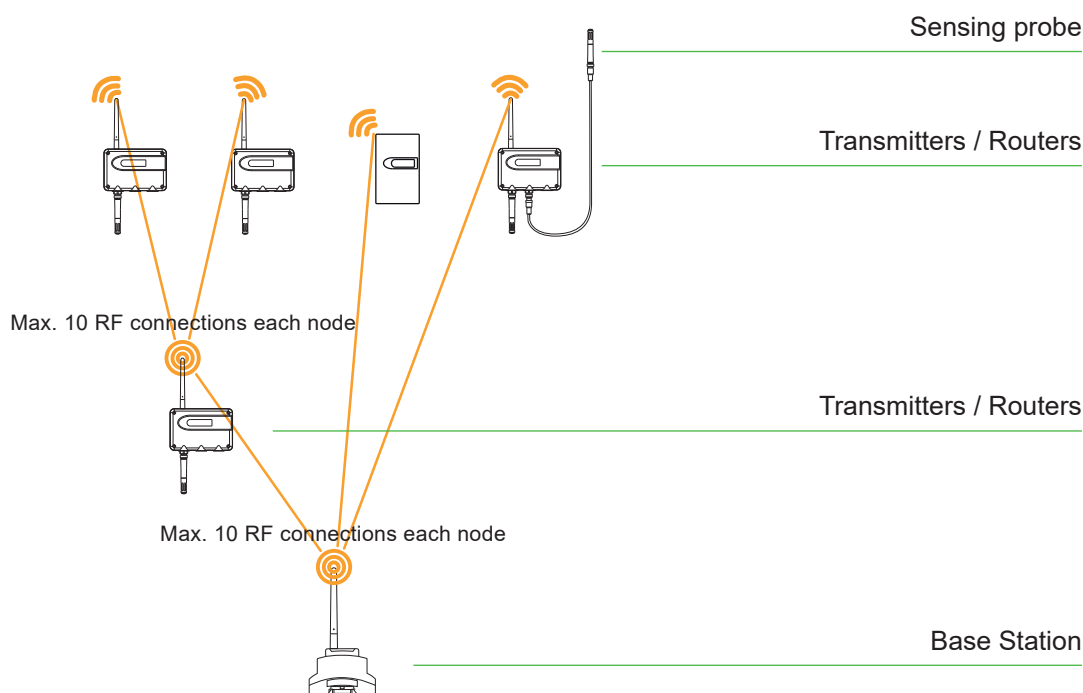 Sensing probe
Transmitters / Routers
Max. 10 RF connections each node
Transmitters / Routers
Max. 10 RF connections each node
Base Station